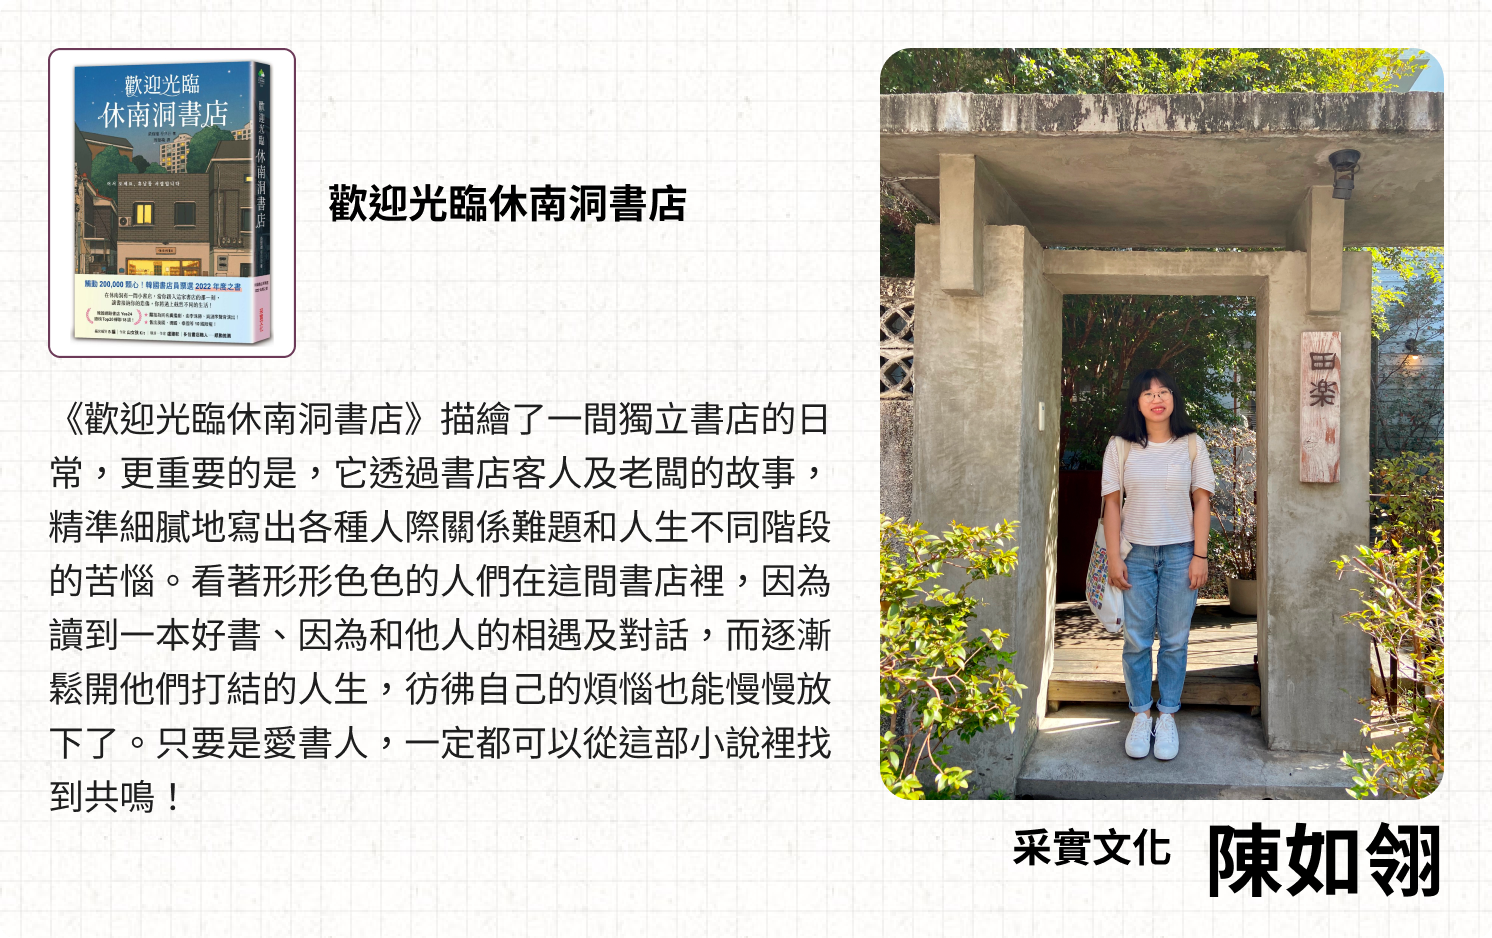 歡迎光臨
休南洞書店
歡迎光臨 休南洞書店
觸動 200,000 顆心!韓國書店員票選 2022 年度之書
歡迎光臨休南洞書店
《歡迎光臨休南洞書店》描繪了一間獨立書店的日
常,更重要的是,它透過書店客人及老闆的故事,
精準細膩地寫出各種人際關係難題和人生不同階段
的苦惱。看著形形色色的人們在這間書店裡,因為
讀到一本好書、因為和他人的相遇及對話,而逐漸
鬆開他們打結的人生,彷彿自己的煩惱也能慢慢放
下了。只要是愛書人,一定都可以從這部小說裡找
到共鳴!
田楽
采實文化 陳如翎